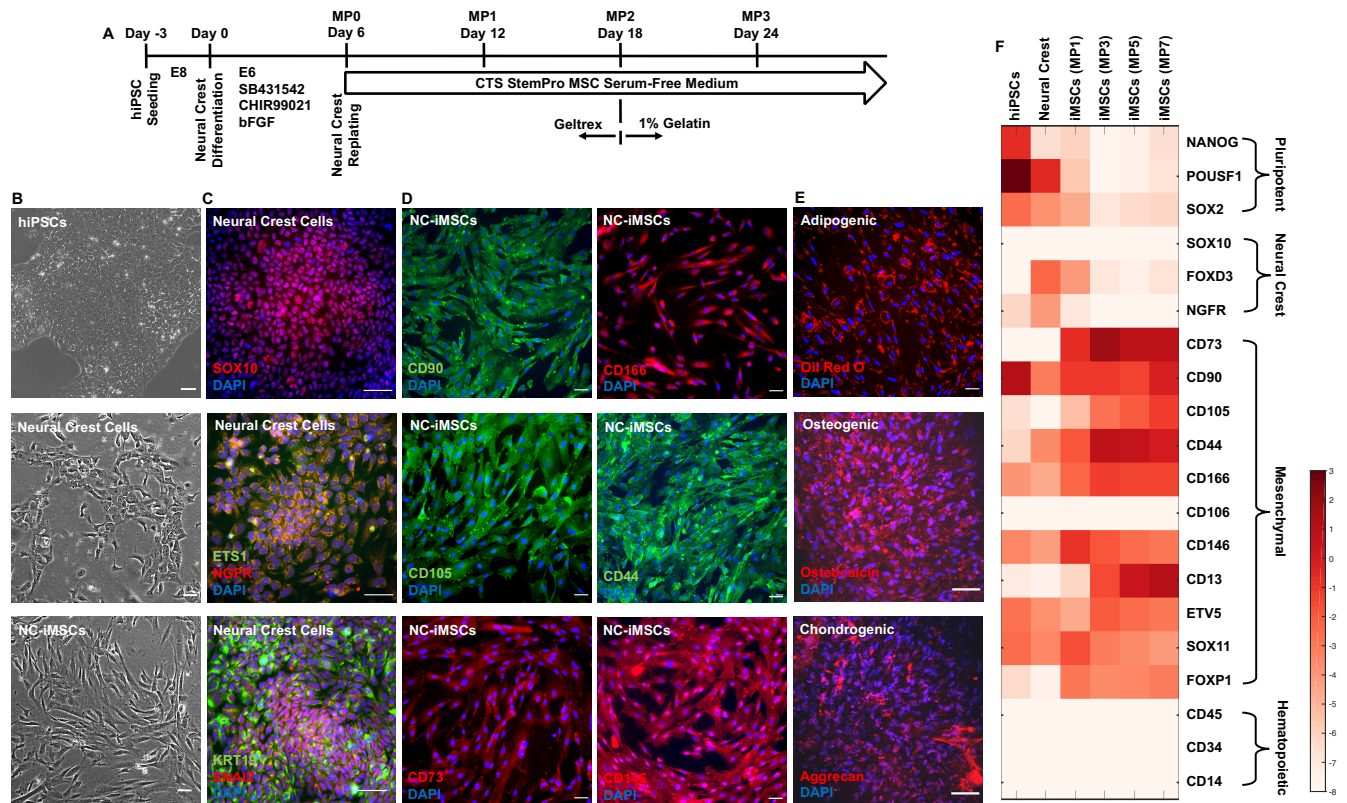 A
Day -3
Day 0
MP0
Day 6
MP1
Day 12
MP2
Day 18
MP3
Day 24
hiPSC
Seeding
E8
Neural Crest
Differentiation
E6
SB431542
CHIR99021
bFGF
Neural Crest
Replating
CTS StemPro MSC Serum-Free Medium
Geltrex
1% Gelatin
B
hiPSCs
Neural Crest Cells
NC-iMSCs
C
Neural Crest Cells
SOX10
DAPI
Neural Crest Cells
ETS1
NGFR
DAPI
Neural Crest Cells
SNAI2
DAPI
D
NC-iMSCs
CD90
DAPI
NC-iMSCs
CD166
DAPI
NC-iMSCs
CD105
DAPI
NC-iMSCs
CD44
DAPI
NC-iMSCs
CD73
DAPI
NC-iMSCs
DAPI
E
Adipogenic
Oil Red O
DAPI
Osteogenic
Osteocalcin
DAPI
Chondrogenic
Aggrecan
DAPI
F
hiPSCs
Neural Crest
iMSCs (MP1)
iMSCs (MP3)
iMSCs (MP5)
iMSCs (MP7)
NANOG
POUSF1
SOX2
SOX10
FOXD3
NGFR
CD73
CD90
CD105
CD44
CD166
CD106
CD146
CD13
ETV5
SOX11
FOXP1
CD45
CD34
CD14
Pluripotent
Neural Crest
Mesenchymal
Hematopoietic
3
2
1
0
-1
-2
-3
-4
-5
-6
-7
-8